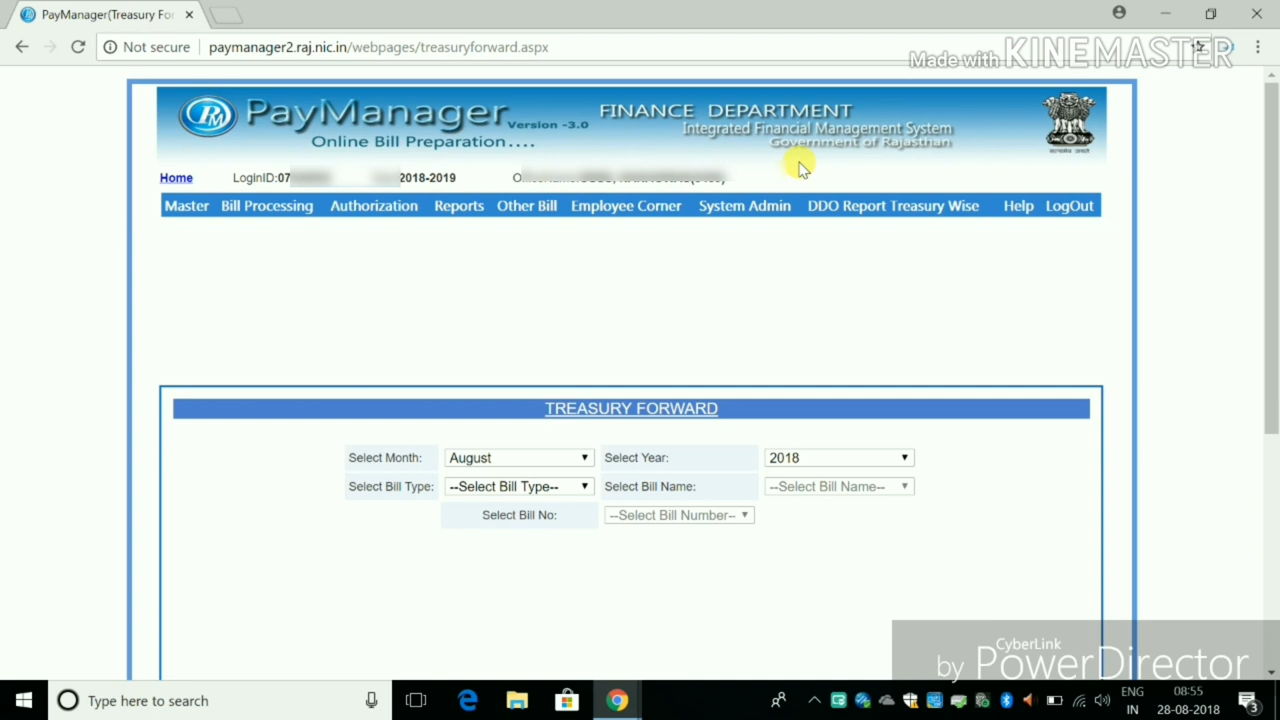 PayManager(Treasury For
Not secure
paymanager2.raj.nic.in/webpages/treasuryforward.aspx
Made with KINEMASTER
PayManager Version -3.0
Online Bill Preparation....
FINANCE DEPARTMENT
Integrated Financial Management System
Government of Rajasthan
Home
LoginID:07
2018-2019
Master
Bill Processing
Authorization
Reports
Other Bill
Employee Corner
System Admin
DDO Report Treasury Wise
Help
LogOut
TREASURY FORWARD
Select Month: August
Select Year: 2018
Select Bill Type: --Select Bill Type--
Select Bill Name: --Select Bill Name--
Select Bill No: --Select Bill Number--
CyberLink
by PowerDirector
Type here to search
ENG
IN
08:55
28-08-2018
3